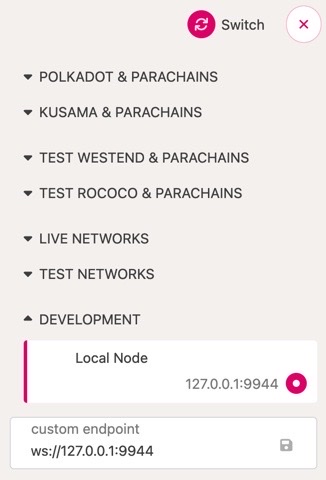 Switch
POLKADOT & PARACHAINS
KUSAMA & PARACHAINS
TEST WESTEND & PARACHAINS
TEST ROCOCO & PARACHAINS
LIVE NETWORKS
TEST NETWORKS
DEVELOPMENT
Local Node
127.0.0.1:9944
custom endpoint
ws://127.0.0.1:9944